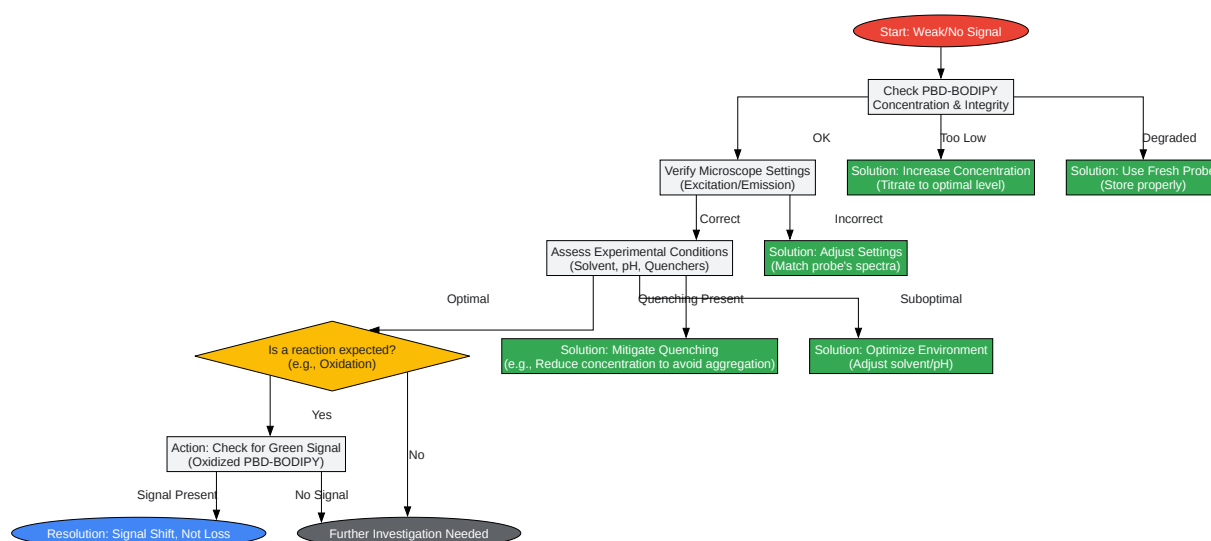 Start: Weak/No Signal
Check PBD-BODIPY
Concentration & Integrity
OK
Too Low
Degraded
Verify Microscope Settings
(Excitation/Emission)
Solution: Increase Concentration
(Titrate to optimal level)
Solution: Use Fresh Probe
(Store properly)
Correct
Incorrect
Assess Experimental Conditions
(Solvent, pH, Quenchers)
Solution: Adjust Settings
(Match probe's spectra)
Optimal
Quenching Present
Suboptimal
Is a reaction expected?
(e.g., Oxidation)
Solution: Mitigate Quenching
(e.g., Reduce concentration to avoid aggregation)
Solution: Optimize Environment
(Adjust solvent/pH)
Yes
No
Action: Check for Green Signal
(Oxidized PBD-BODIPY)
Signal Present
No Signal
Resolution: Signal Shift, Not Loss
Further Investigation Needed